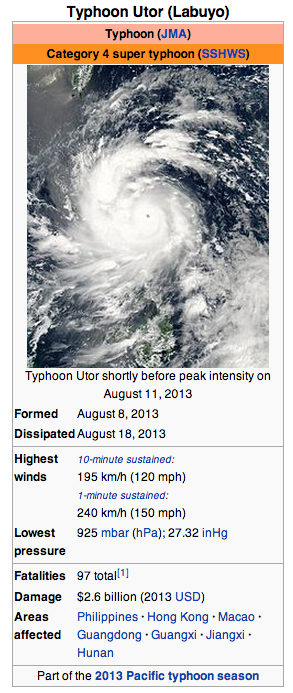 Typhoon Utor (Labuyo)
Typhoon (JMA)
Category 4 super typhoon (SSHWS)
Typhoon Utor shortly before peak intensity on
August 11, 2013
Formed August 8, 2013
Dissipated August 18, 2013
Highest winds
10-minute sustained:
195 km/h (120 mph)
1-minute sustained:
240 km/h (150 mph)
Lowest pressure
925 mbar (hPa); 27.32 inHg
Fatalities 97 total[1]
Damage $2.6 billion (2013 USD)
Areas affected
Philippines · Hong Kong · Macao ·
Guangdong · Guangxi · Jiangxi ·
Hunan
Part of the 2013 Pacific typhoon season